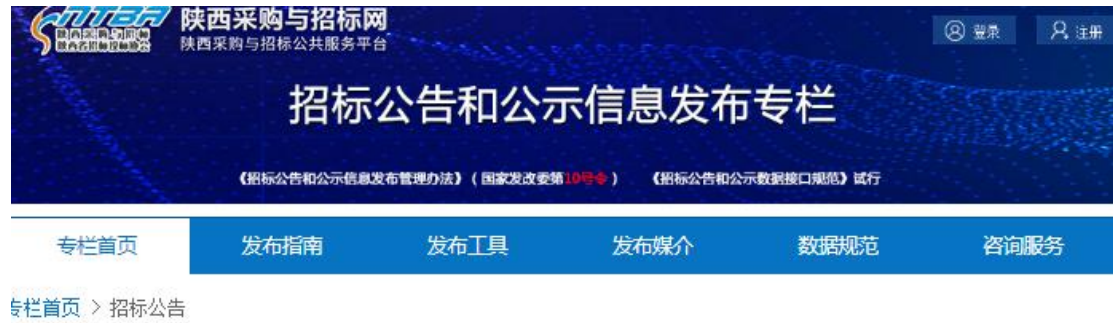 SNTBA 陕西采购与招标网
陕西采购与招标公共服务平台
登录 注册
招标公告和公示信息发布专栏
《招标公告和公示信息发布管理办法》（国家发改委第10号令） 《招标公告和公示数据接口规范》试行
专栏首页 发布指南 发布工具 发布媒介 数据规范 咨询服务
专栏首页 > 招标公告